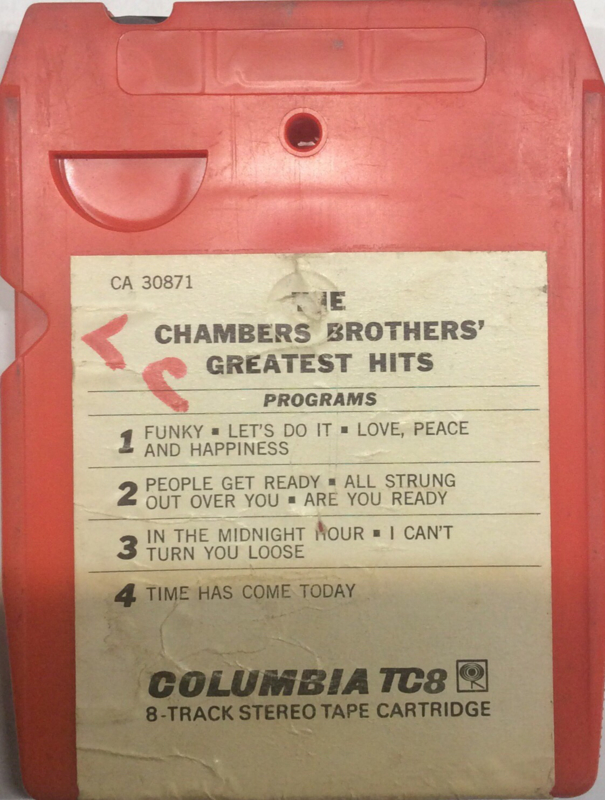 CA 30871
THE
CHAMBERS BROTHERS'
GREATEST HITS
PROGRAMS
1 FUNKY ▪ LET'S DO IT ▪ LOVE, PEACE
AND HAPPINESS
2 PEOPLE GET READY ▪ ALL STRUNG
OUT OVER YOU ▪ ARE YOU READY
3 IN THE MIDNIGHT HOUR ▪ I CAN'T
TURN YOU LOOSE
4 TIME HAS COME TODAY
COLUMBIA TC8
8-TRACK STEREO TAPE CARTRIDGE